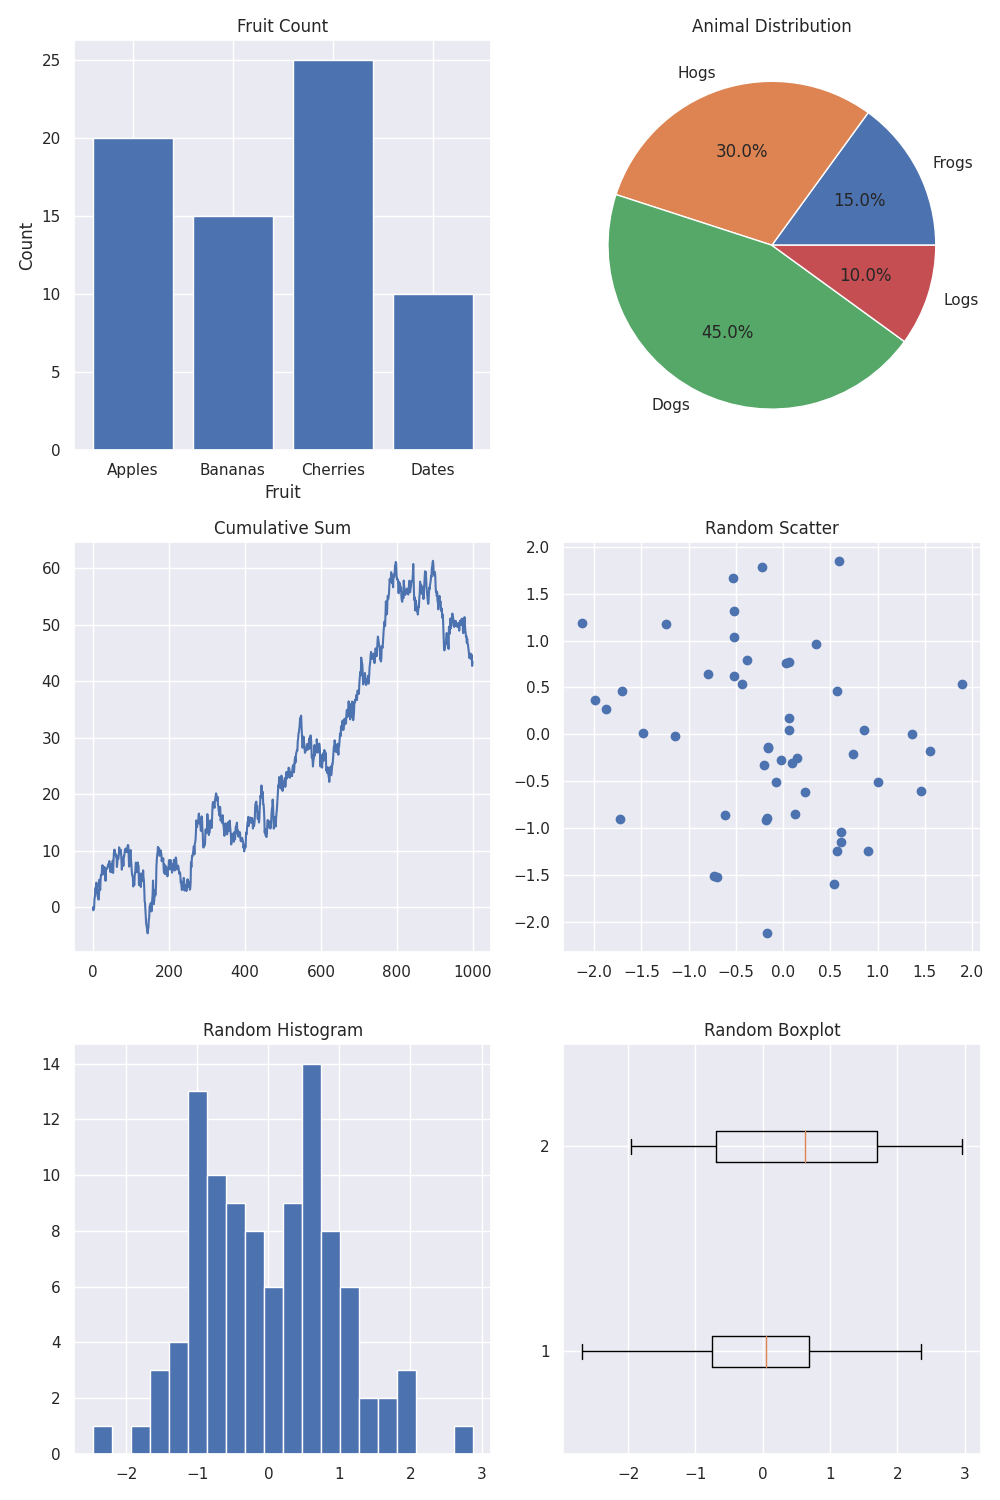 Fruit Count
25
20
15
10
5
0
Count
Apples Bananas Cherries Dates
Fruit
Animal Distribution
Hogs
Frogs
30.0%
15.0%
10.0%
Logs
45.0%
Dogs
Cumulative Sum
60
50
40
30
20
10
0
0 200 400 600 800 1000
Random Scatter
2.0
1.5
1.0
0.5
0.0
−0.5
−1.0
−1.5
−2.0
−2.0 −1.5 −1.0 −0.5 0.0 0.5 1.0 1.5 2.0
Random Histogram
14
12
10
8
6
4
2
0
−2 −1 0 1 2 3
Random Boxplot
2
1
−2 −1 0 1 2 3